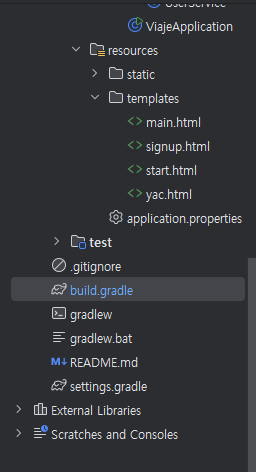 UserService
ViajeApplication
resources
static
templates
main.html
signup.html
start.html
yac.html
application.properties
test
.gitignore
build.gradle
gradlew
gradlew.bat
README.md
settings.gradle
External Libraries
Scratches and Consoles